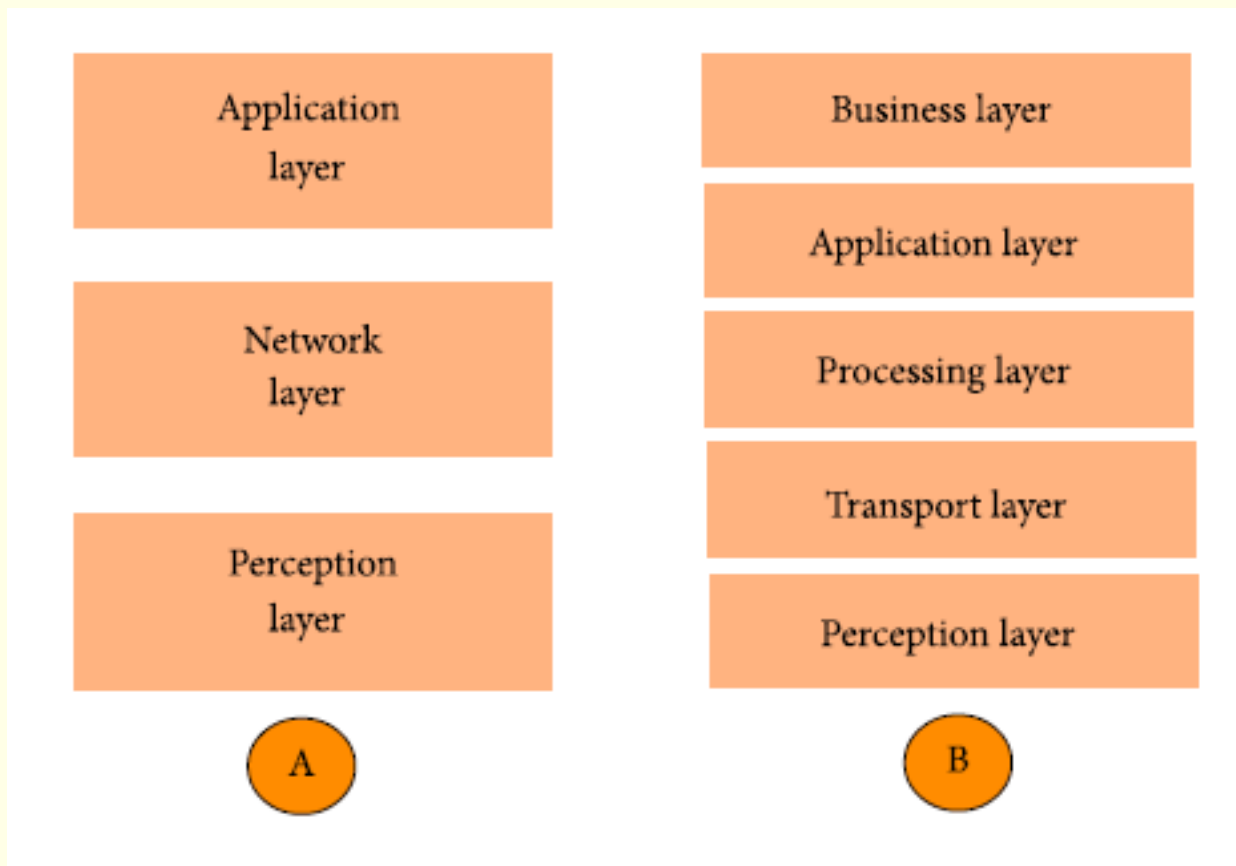 Application
layer
Network
layer
Perception
layer
A
Business layer
Application layer
Processing layer
Transport layer
Perception layer
B